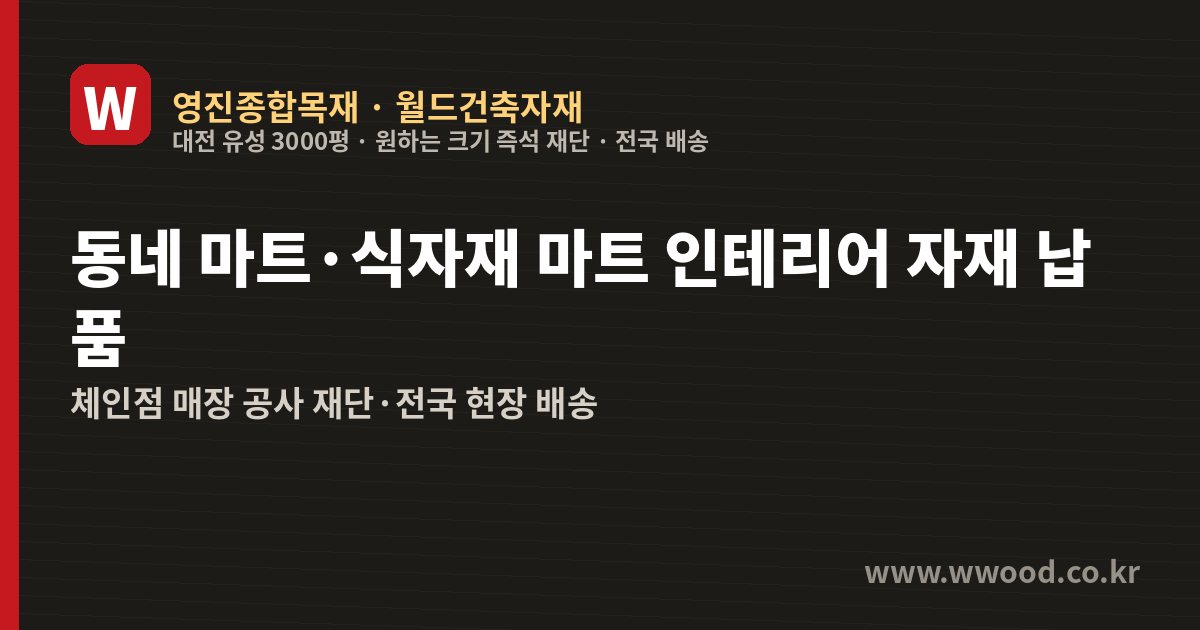 W
영진종합목재 · 월드건축자재
대전 유성 3000평 · 원하는 크기 즉석 재단 · 전국 배송
동네 마트·식자재 마트 인테리어 자재 납
품
체인점 매장 공사 재단·전국 현장 배송
www.wwood.co.kr